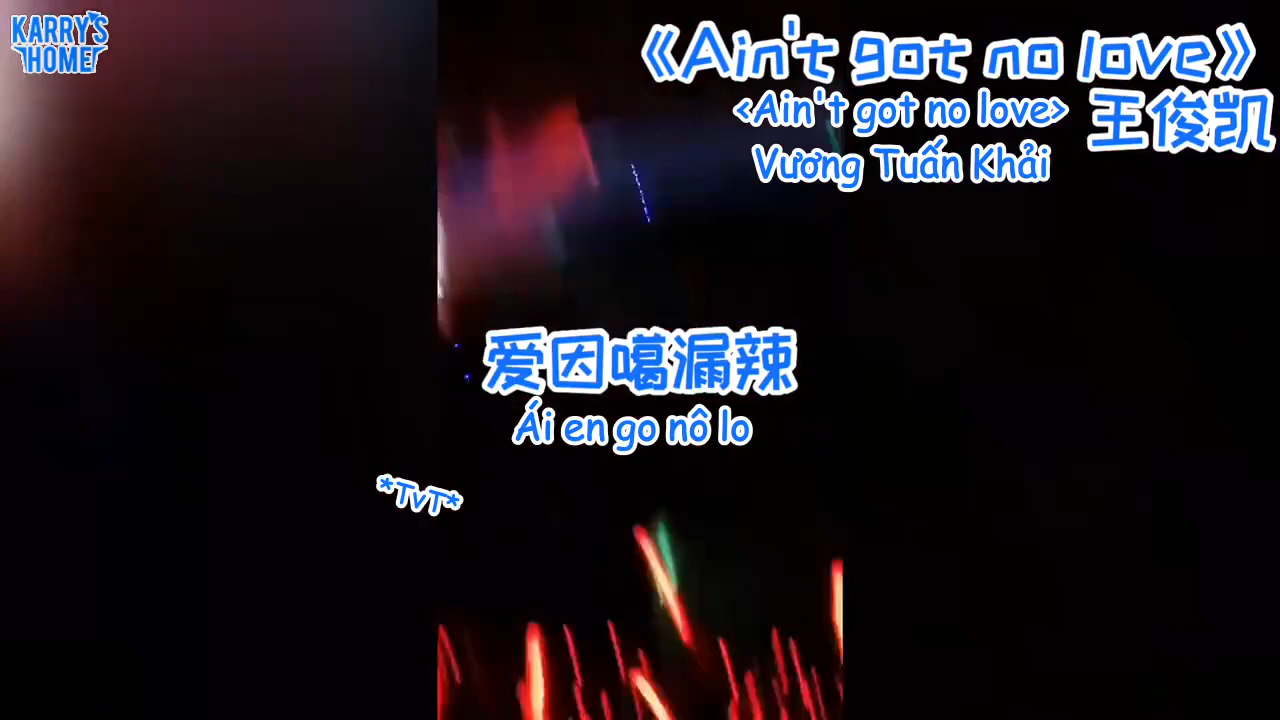 KARRY'S
HOME
《Ain't got no love》
<Ain't got no love>
王俊凯
Vương Tuấn Khải
爱因噶漏辣
Ái en go nô lo
*TvT*